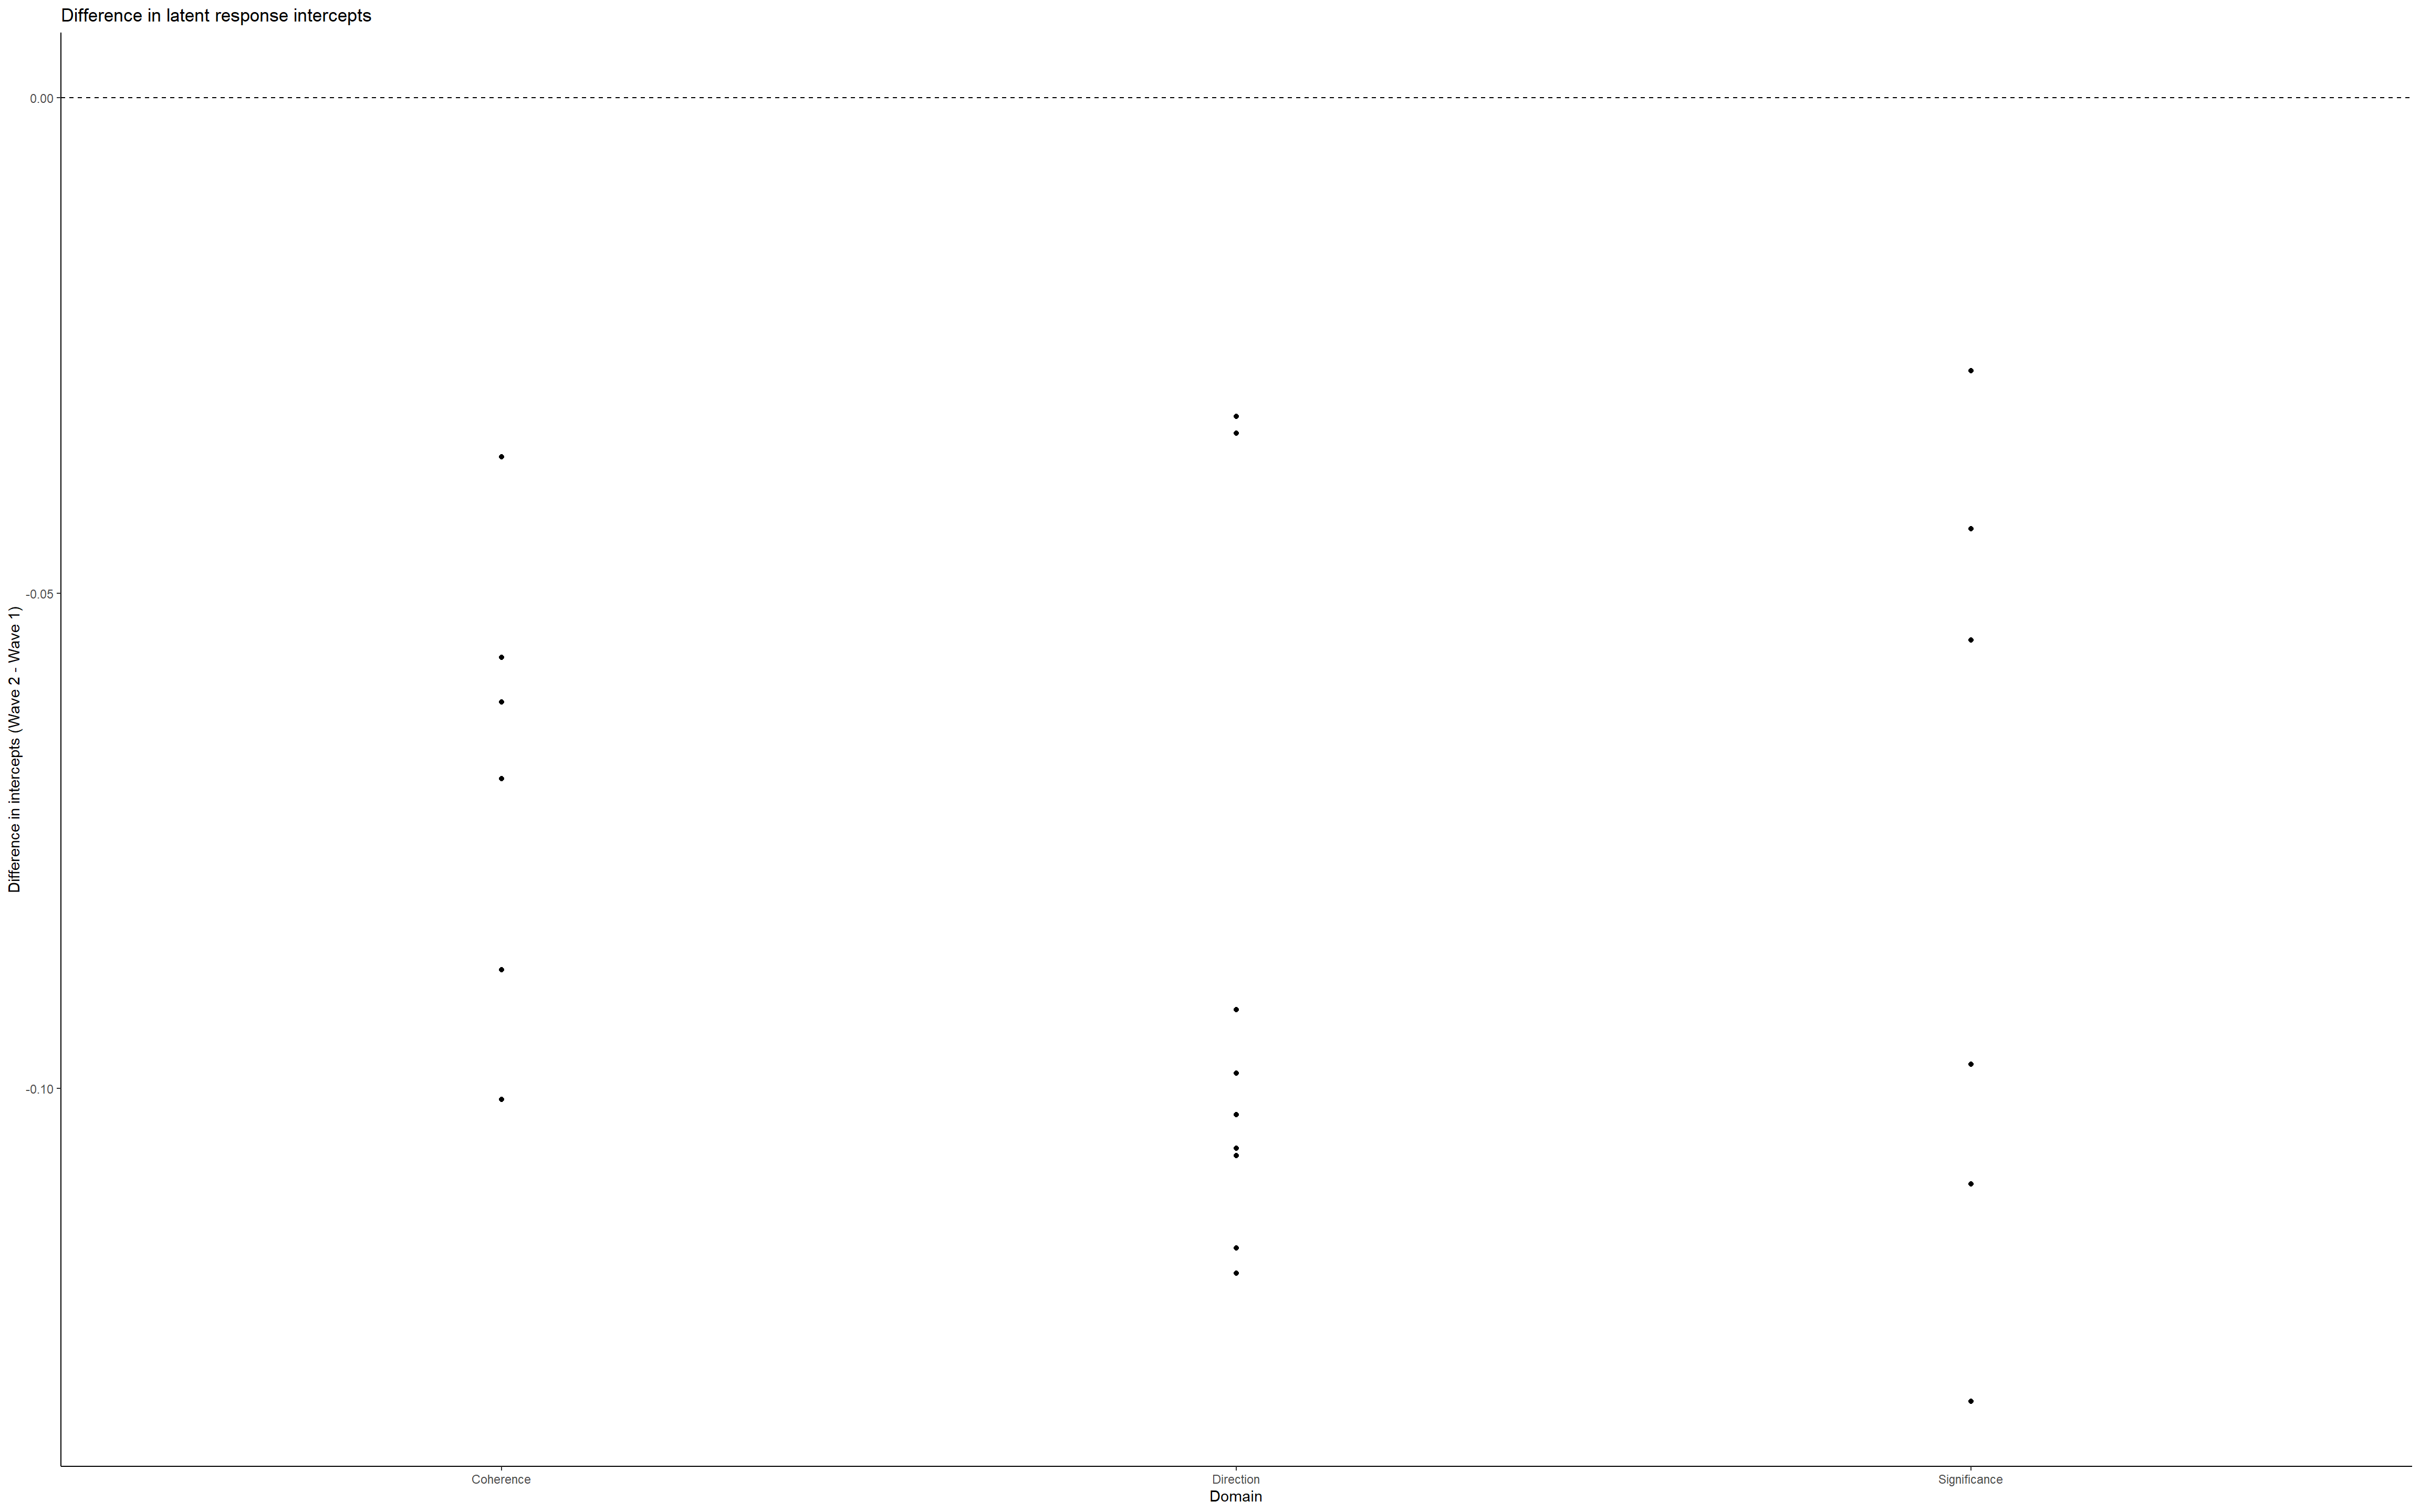 Difference in latent response intercepts
Difference in intercepts (Wave 2 - Wave 1)
0.00
-0.05
-0.10
Coherence
Direction
Significance
Domain